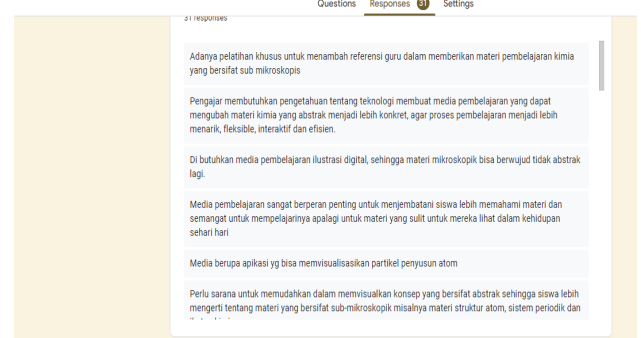 Questions Responses 31 Settings
31 responses
Adanya pelatihan khusus untuk menambah referensi guru dalam memberikan materi pembelajaran kimia
yang bersifat sub mikroskopis
Pengajar membutuhkan pengetahuan tentang teknologi membuat media pembelajaran yang dapat
mengubah materi kimia yang abstrak menjadi lebih konkret, agar proses pembelajaran menjadi lebih
menarik, fleksible, interaktif dan efisien.
Di butuhkan media pembelajaran ilustrasi digital, sehingga materi mikroskopik bisa berwujud tidak abstrak
lagi.
Media pembelajaran sangat berperan penting untuk menjembatani siswa lebih memahami materi dan
semangat untuk mempelajarinya apalagi untuk materi yang sulit untuk mereka lihat dalam kehidupan
sehari hari
Media berupa apikasi yg bisa memvisualisasikan partikel penyusun atom
Perlu sarana untuk memudahkan dalam memvisualkan konsep yang bersifat abstrak sehingga siswa lebih
mengerti tentang materi yang bersifat sub-mikroskopik misalnya materi struktur atom, sistem periodik dan